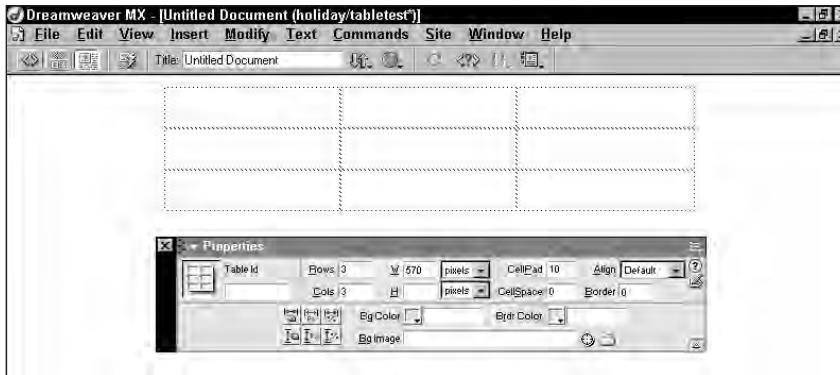 Dreamweaver MX - [Untitled Document (holiday/tabletest*)]
File Edit View Insert Modify Text Commands Site Window Help
Title: Untitled Document
Properties
Table Id Rows 3 W 570 pixels CellPad 10 Align Default
Cols 3 H pixels CellSpace 0 Border 0
Bg Color Brdr Color
Bg Image